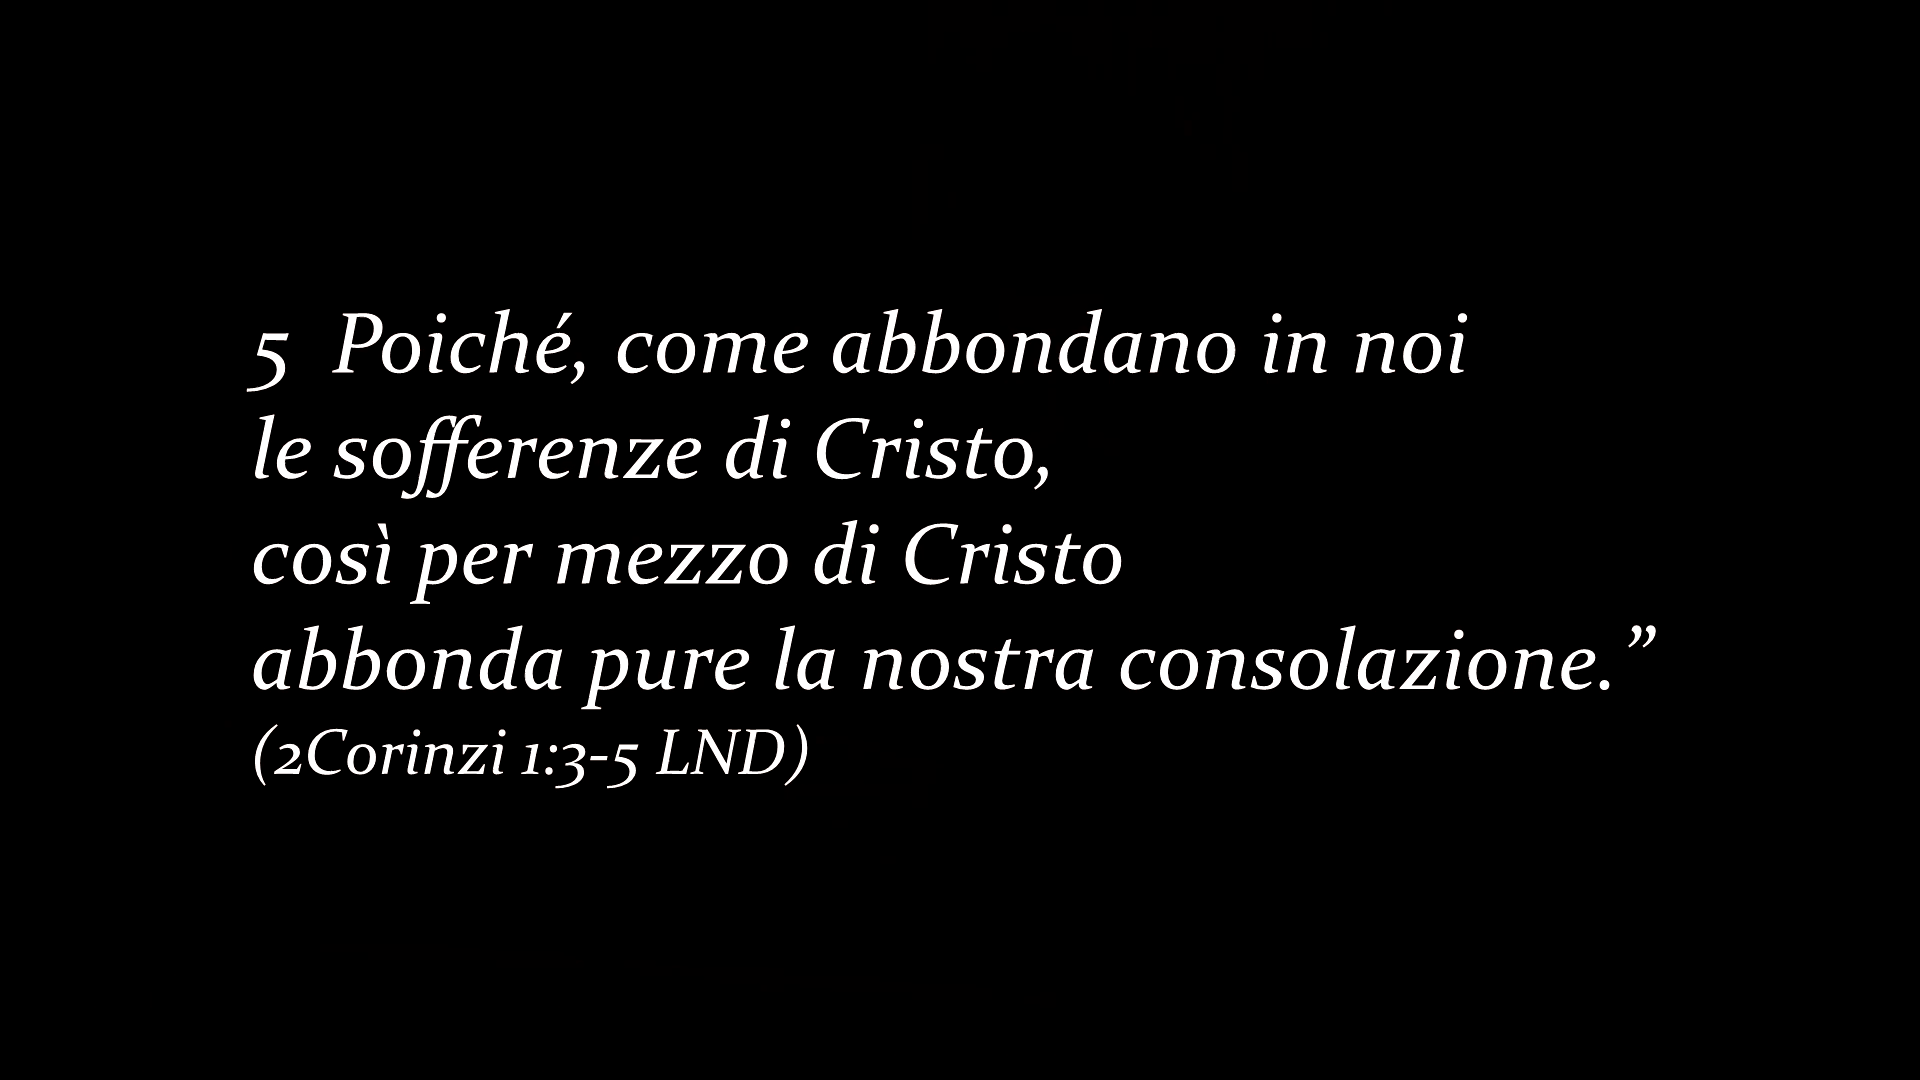 5 Poiché, come abbondano in noi
le sofferenze di Cristo,
così per mezzo di Cristo
abbonda pure la nostra consolazione.”
(2Corinzi 1:3-5 LND)